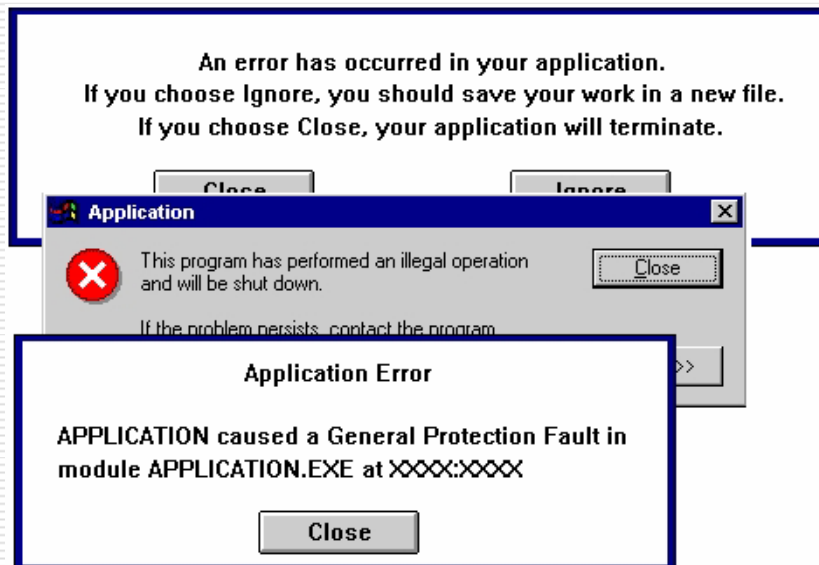 An error has occurred in your application.
If you choose Ignore, you should save your work in a new file.
If you choose Close, your application will terminate.
Close
Ignore
Application
This program has performed an illegal operation
and will be shut down.
Close
If the problem persists, contact the program
>>
Application Error
APPLICATION caused a General Protection Fault in
module APPLICATION.EXE at XXXX:XXXX
Close